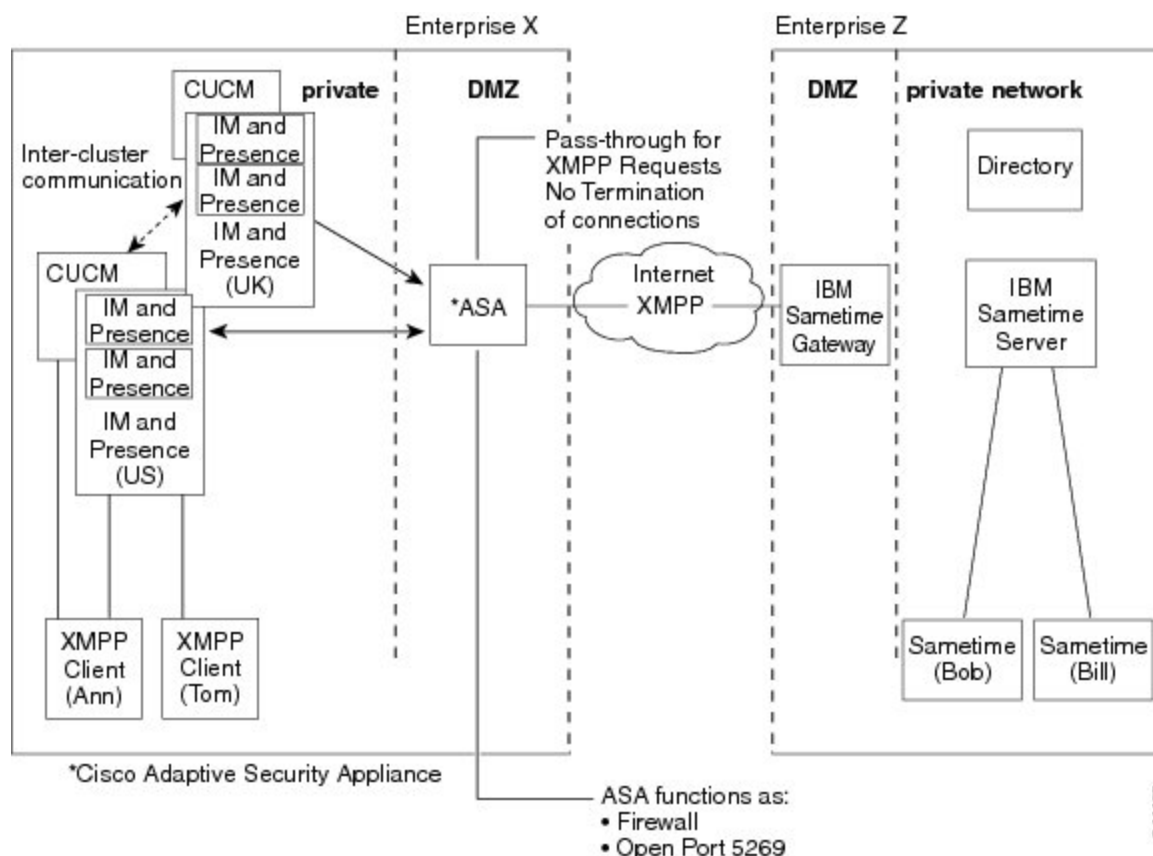 Enterprise X
Enterprise Z
CUCM
private
DMZ
DMZ
private network
IM and
Presence
IM and
Presence
IM and
Presence
(UK)
Inter-cluster
communication
Pass-through for
XMPP Requests
No Termination
of connections
Directory
CUCM
IM and
Presence
IM and
Presence
IM and
Presence
(US)
*ASA
Internet
XMPP
IBM
Sametime
Gateway
IBM
Sametime
Server
XMPP
Client
(Ann)
XMPP
Client
(Tom)
Sametime
(Bob)
Sametime
(Bill)
*Cisco Adaptive Security Appliance
ASA functions as:
• Firewall
• Open Port 5269